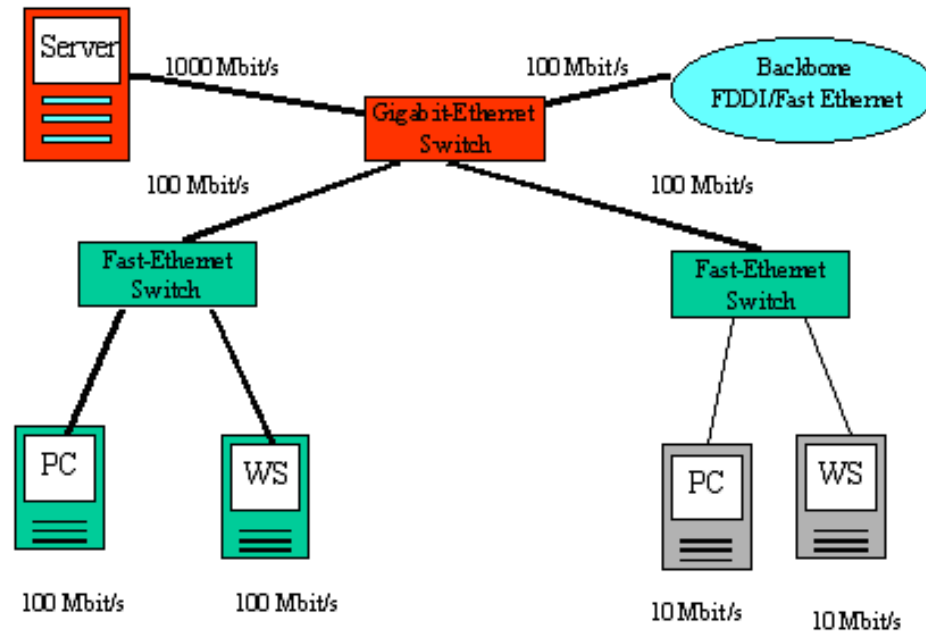 Server
1000 Mbit/s
100 Mbit/s
Backbone
FDDI/Fast Ethernet
Gigabit-Ethernet
Switch
100 Mbit/s
100 Mbit/s
Fast-Ethernet
Switch
Fast-Ethernet
Switch
PC
WS
PC
WS
100 Mbit/s
100 Mbit/s
10 Mbit/s
10 Mbit/s